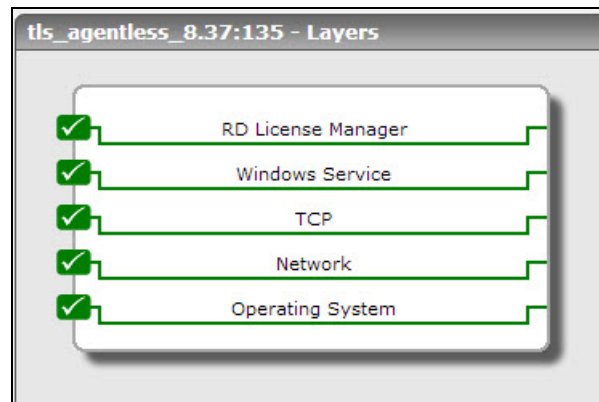 tls_agentless_8.37:135 - Layers
RD License Manager
Windows Service
TCP
Network
Operating System